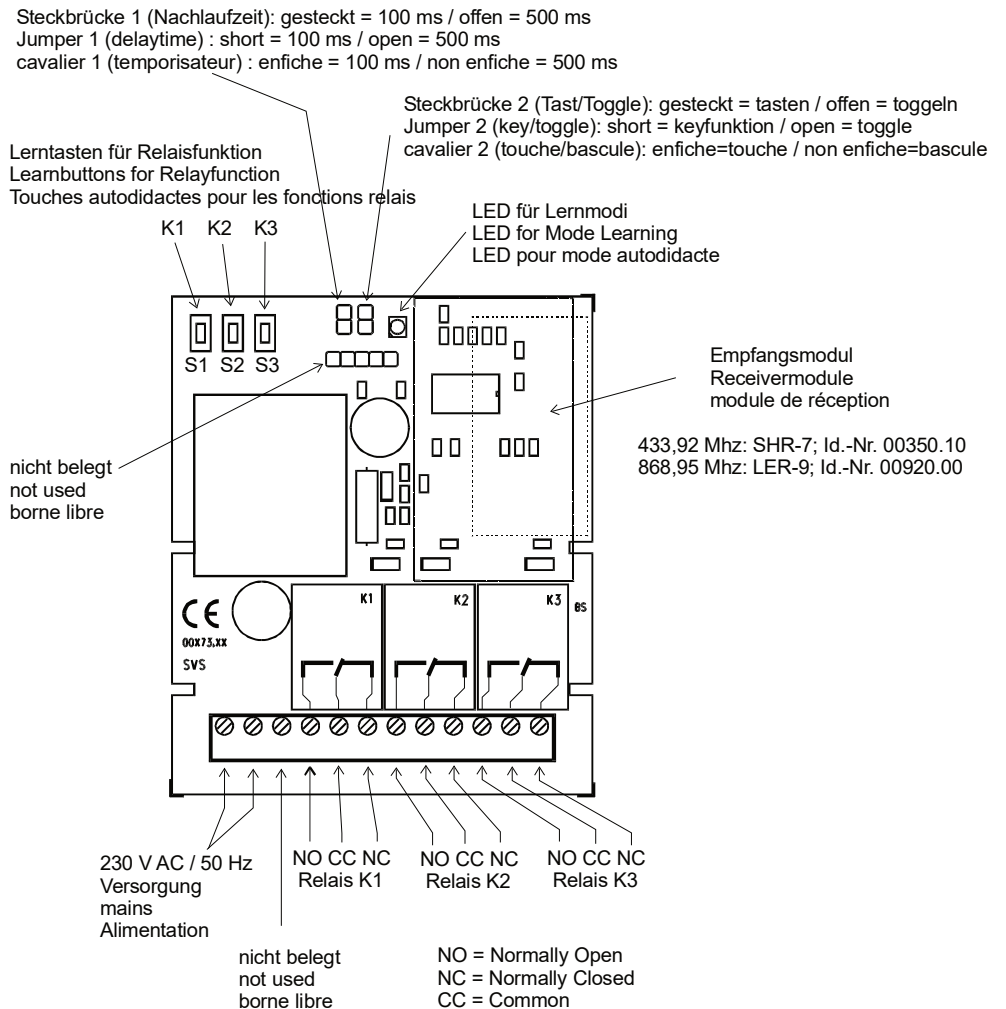 Steckbrücke 1 (Nachlaufzeit): gesteckt = 100 ms / offen = 500 ms
Jumper 1 (delaytime) : short = 100 ms / open = 500 ms
cavalier 1 (temporisateur) : enfiche = 100 ms / non enfiche = 500 ms
Steckbrücke 2 (Tast/Toggle): gesteckt = tasten / offen = toggeln
Jumper 2 (key/toggle): short = keyfunktion / open = toggle
cavalier 2 (touche/bascule): enfiche=touche / non enfiche=bascule
Lerntasten für Relaisfunktion
Learnbuttons for Relayfunction
Touches autodidactes pour les fonctions relais
K1 K2 K3
LED für Lernmodi
LED for Mode Learning
LED pour mode autodidacte
S1 S2 S3
Empfangsmodul
Receivermodule
module de réception
433,92 Mhz: SHR-7; Id.-Nr. 00350.10
868,95 Mhz: LER-9; Id.-Nr. 00920.00
nicht belegt
not used
borne libre
K1 K2 K3
BS
CE
00X73.XX
SVS
230 V AC / 50 Hz
Versorgung
mains
Alimentation
NO CC NC
Relais K1
NO CC NC
Relais K2
NO CC NC
Relais K3
nicht belegt
not used
borne libre
NO = Normally Open
NC = Normally Closed
CC = Common